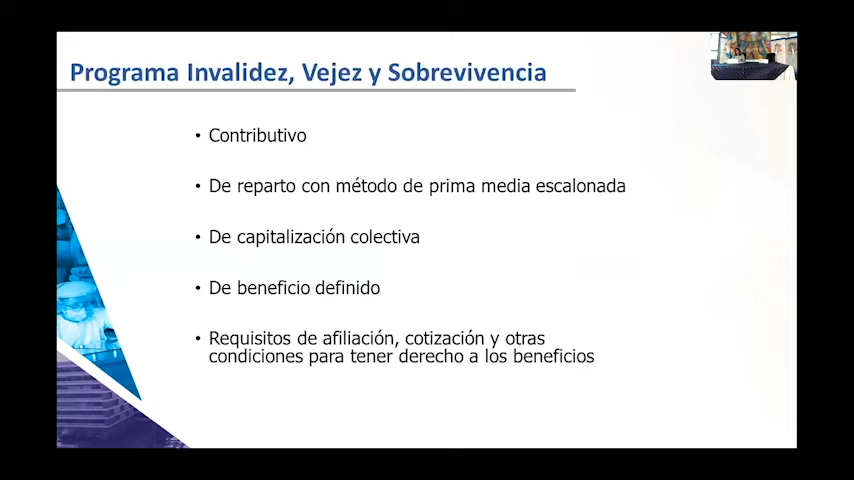 Programa Invalidez, Vejez y Sobrevivencia
• Contributivo
• De reparto con método de prima media escalonada
• De capitalización colectiva
• De beneficio definido
• Requisitos de afiliación, cotización y otras
condiciones para tener derecho a los beneficios